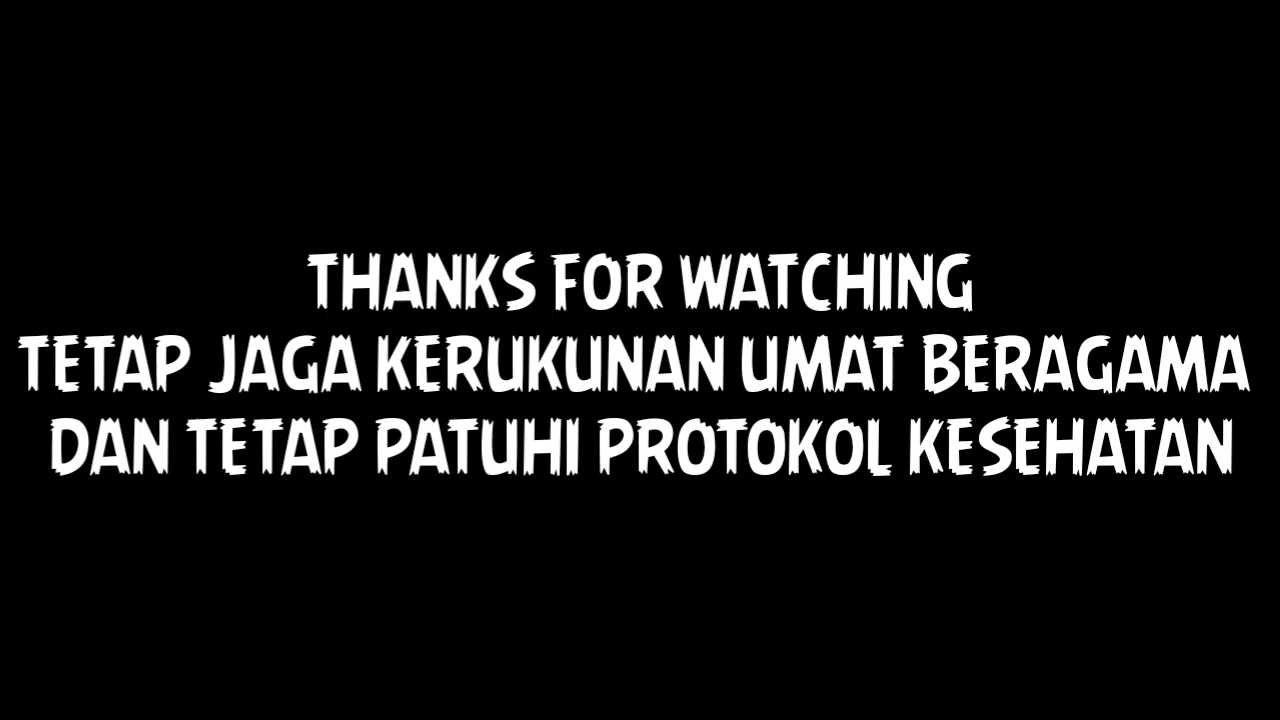 THANKS FOR WATCHING
TETAP JAGA KERUKUNAN UMAT BERAGAMA
DAN TETAP PATUHI PROTOKOL KESEHATAN